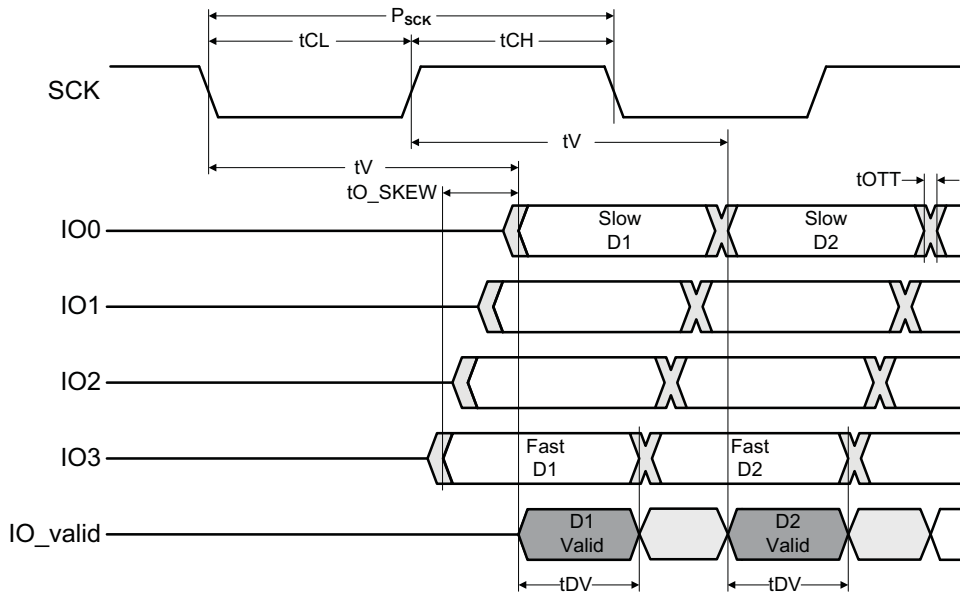 PSCK
tCL
tCH
SCK
tV
tV
tO_SKEW
tOTT
IO0
Slow
D1
Slow
D2
IO1
IO2
IO3
Fast
D1
Fast
D2
IO_valid
D1
Valid
D2
Valid
tDV
tDV